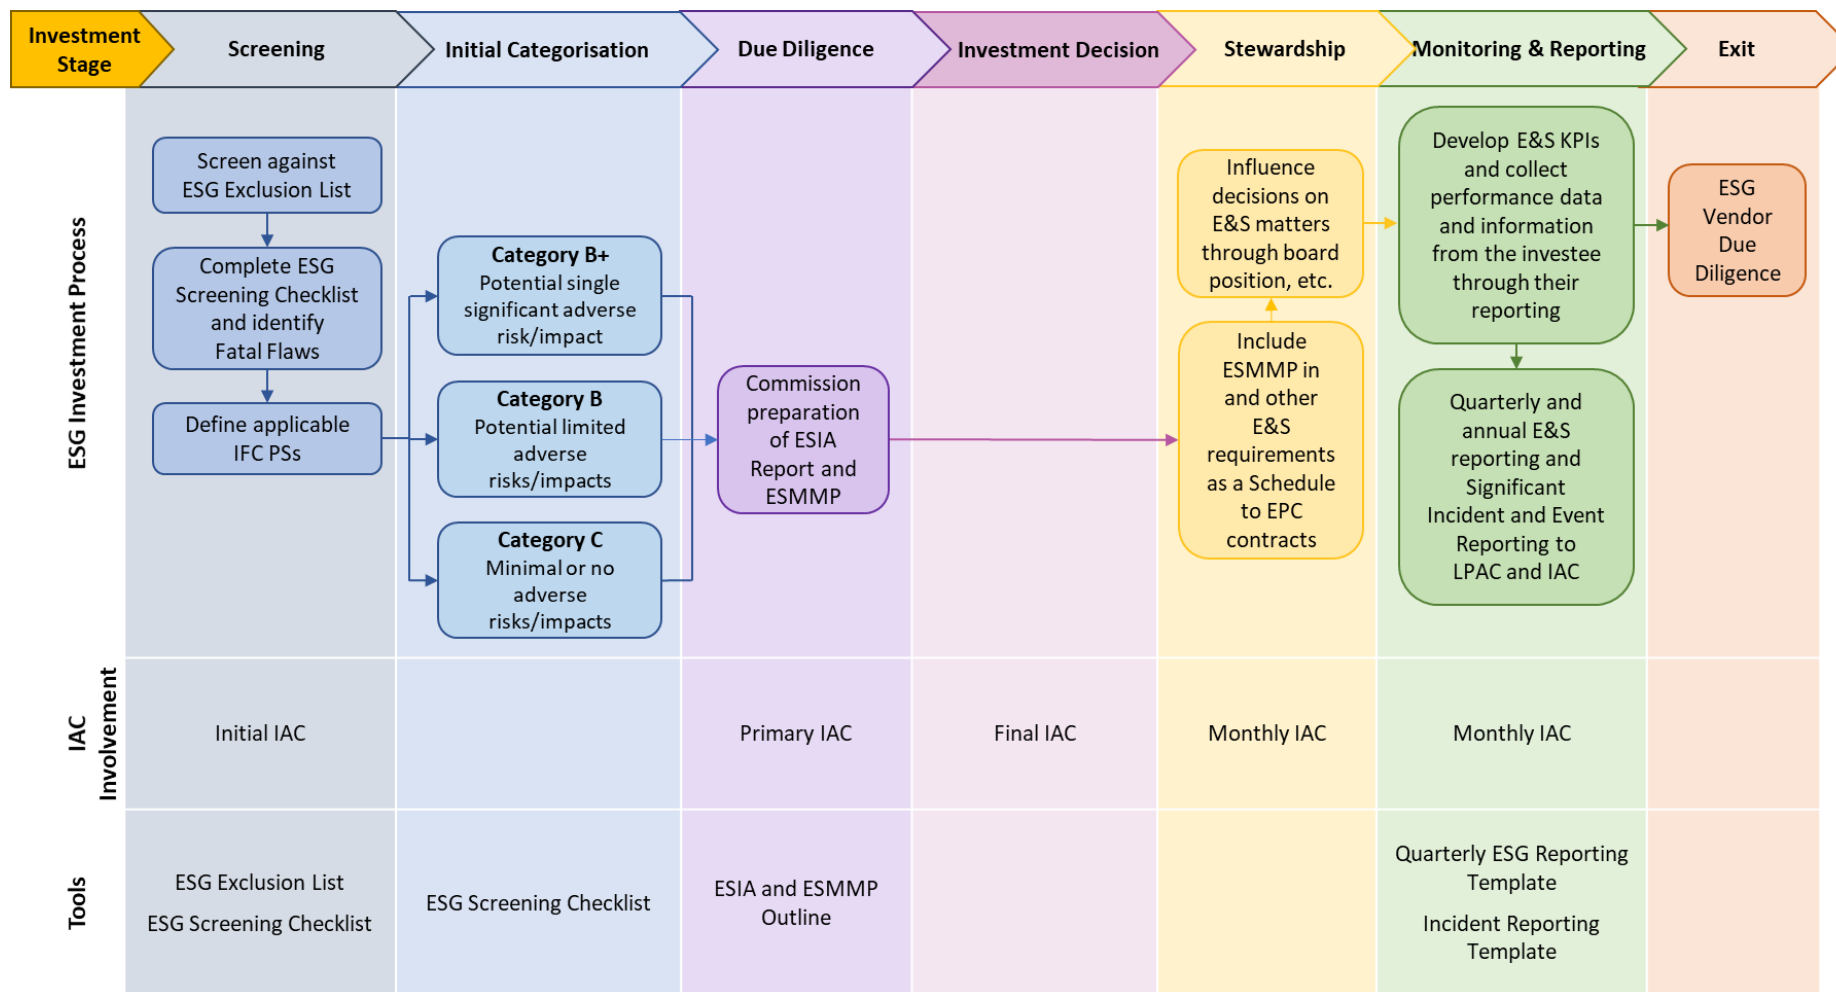 Investment
Stage
Screening
Initial Categorisation
Due Diligence
Investment Decision
Stewardship
Monitoring & Reporting
Exit
ESG Investment Process
Screen against
ESG Exclusion List
Complete ESG
Screening Checklist
and identify
Fatal Flaws
Define applicable
IFC PSs
Category B+
Potential single
significant adverse
risk/impact
Category B
Potential limited
adverse
risks/impacts
Category C
Minimal or no
adverse
risks/impacts
Commission
preparation
of ESIA
Report and
ESMMP
Influence
decisions on
E&S matters
through board
position, etc.
Include
ESMMP in
and other
E&S
requirements
as a Schedule
to EPC
contracts
Develop E&S KPIs
and collect
performance data
and information
from the investee
through their
reporting
Quarterly and
annual E&S
reporting and
Significant
Incident and Event
Reporting to
LPAC and IAC
ESG
Vendor
Due
Diligence
IAC
Involvement
Initial IAC
Primary IAC
Final IAC
Monthly IAC
Monthly IAC
Tools
ESG Exclusion List
ESG Screening Checklist
ESG Screening Checklist
ESIA and ESMMP
Outline
Quarterly ESG Reporting
Template
Incident Reporting
Template